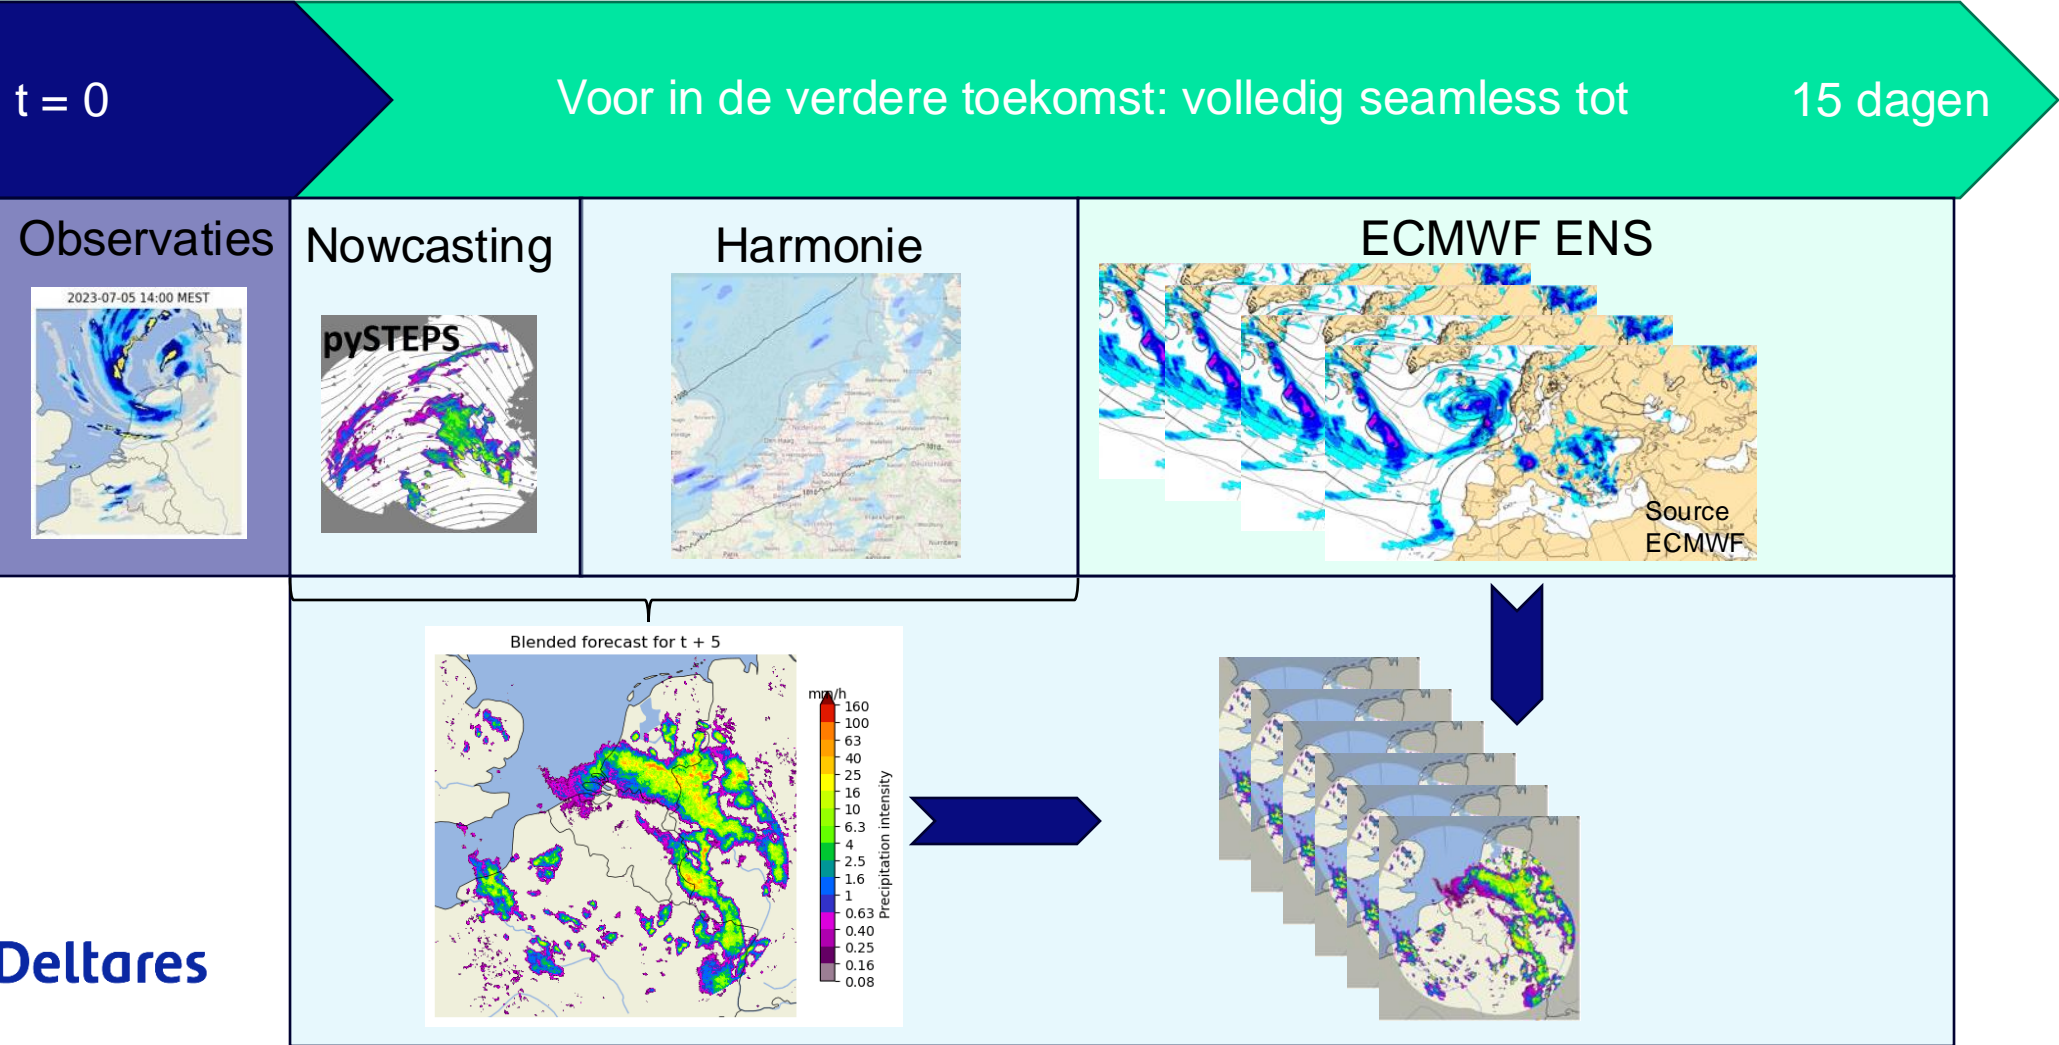 t = 0
Voor in de verdere toekomst: volledig seamless tot
15 dagen
Observaties
Nowcasting
Harmonie
ECMWF ENS
2023-07-05 14:00 MEST
pySTEPS
Source
ECMWF
Blended forecast for t + 5
mm/h
160
100
63
40
25
16
10
6.3
4
2.5
1.6
1
0.63
0.40
0.25
0.16
0.08
Precipitation intensity
Deltares